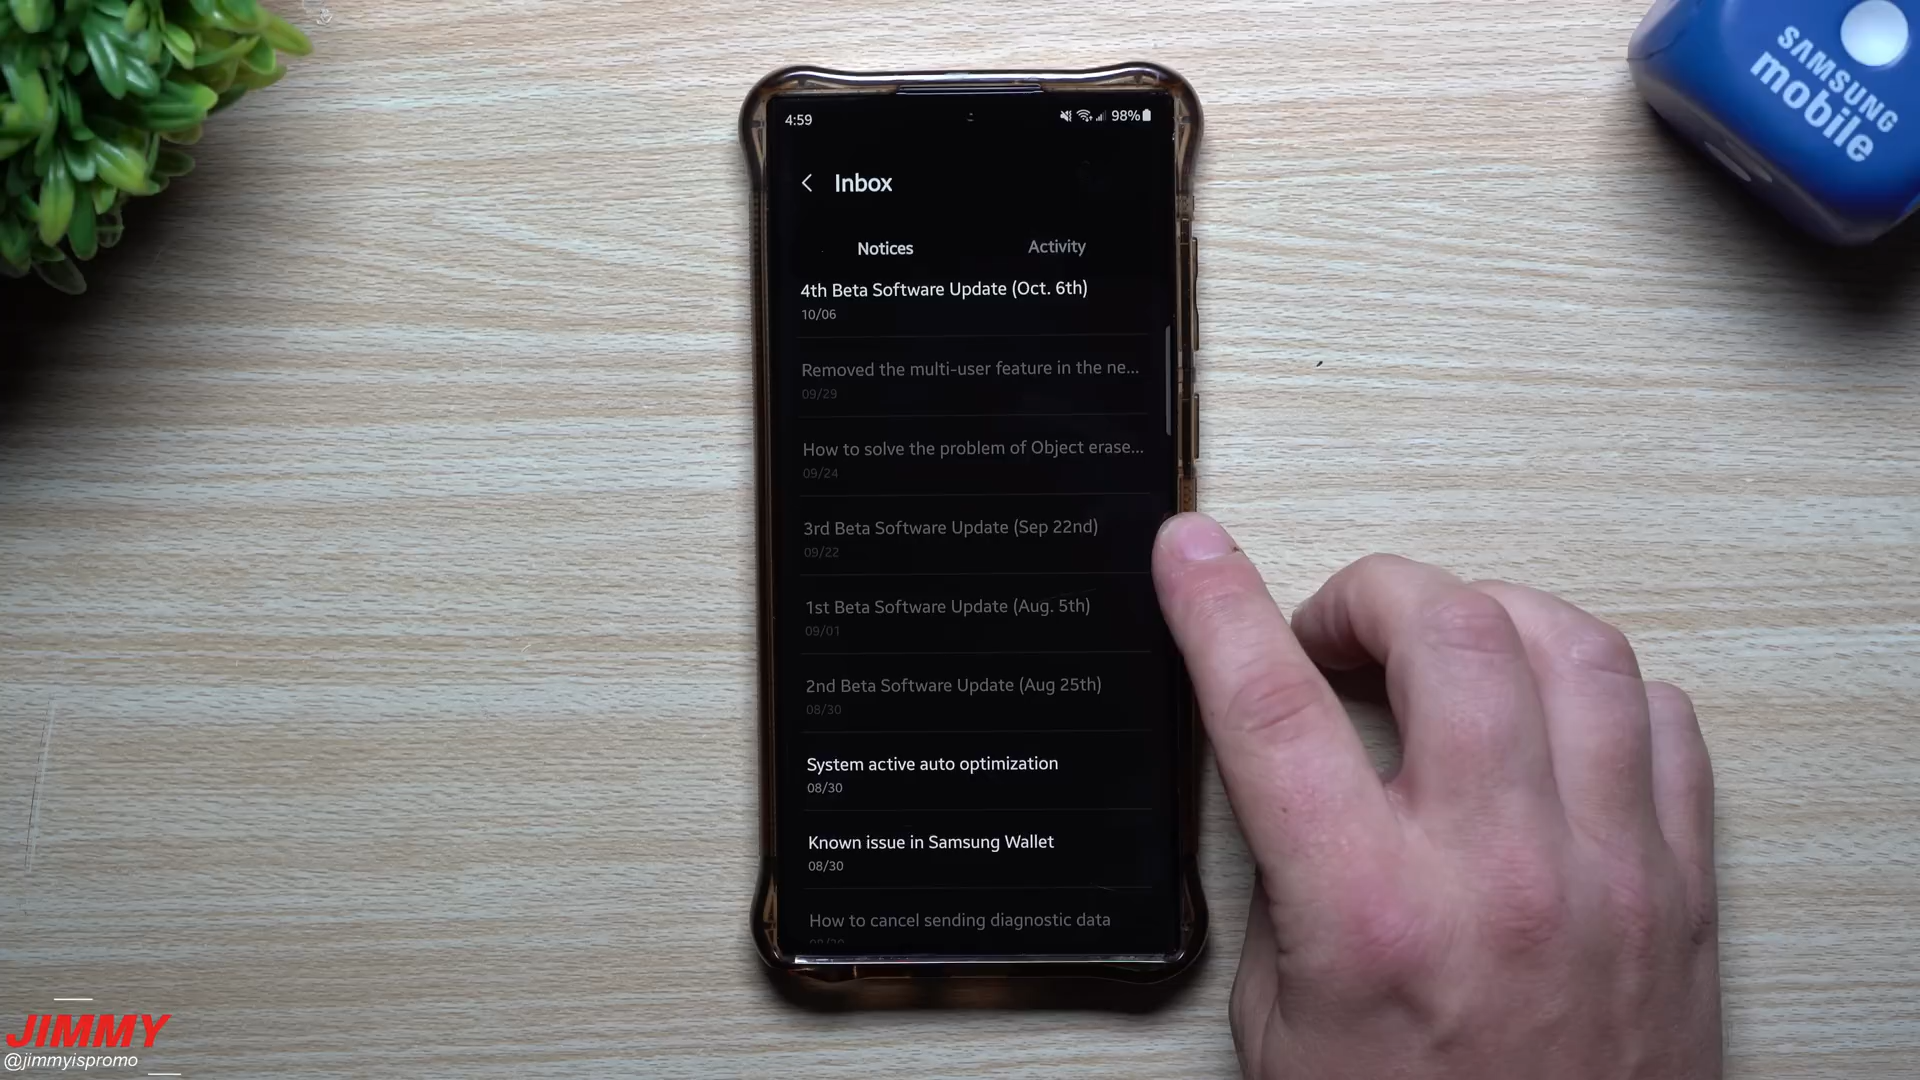 SAMSUNG
mobile
4:59
98%
Inbox
Notices
Activity
4th Beta Software Update (Oct. 6th)
10/06
Removed the multi-user feature in the ne...
09/29
How to solve the problem of Object erase...
09/24
3rd Beta Software Update (Sep 22nd)
09/22
1st Beta Software Update (Aug. 5th)
09/01
2nd Beta Software Update (Aug 25th)
08/30
System active auto optimization
08/30
Known issue in Samsung Wallet
08/30
How to cancel sending diagnostic data
JIMMY
@jimmyispromo